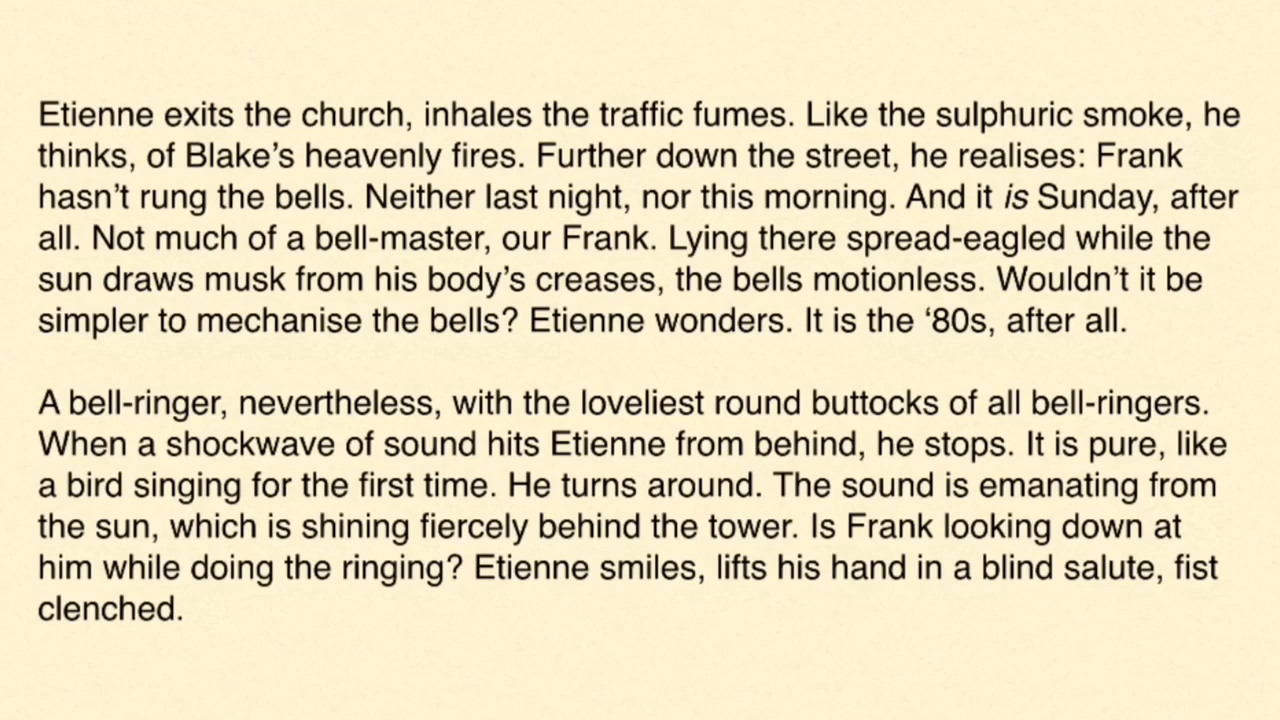 Etienne exits the church, inhales the traffic fumes. Like the sulphuric smoke, he
thinks, of Blake’s heavenly fires. Further down the street, he realises: Frank
hasn’t rung the bells. Neither last night, nor this morning. And it is Sunday, after
all. Not much of a bell-master, our Frank. Lying there spread-eagled while the
sun draws musk from his body’s creases, the bells motionless. Wouldn’t it be
simpler to mechanise the bells? Etienne wonders. It is the ‘80s, after all.
A bell-ringer, nevertheless, with the loveliest round buttocks of all bell-ringers.
When a shockwave of sound hits Etienne from behind, he stops. It is pure, like
a bird singing for the first time. He turns around. The sound is emanating from
the sun, which is shining fiercely behind the tower. Is Frank looking down at
him while doing the ringing? Etienne smiles, lifts his hand in a blind salute, fist
clenched.